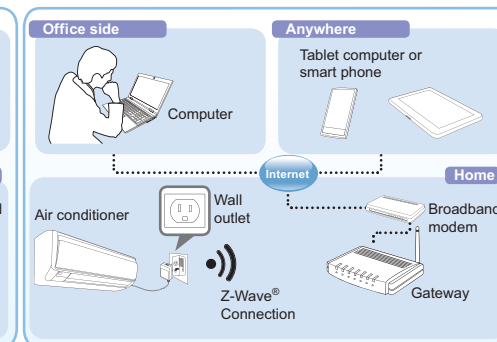 Office side
Computer
Anywhere
Tablet computer or
smart phone
Internet
Home
Air conditioner
Wall
outlet
Z-Wave®
Connection
Broadband
modem
Gateway